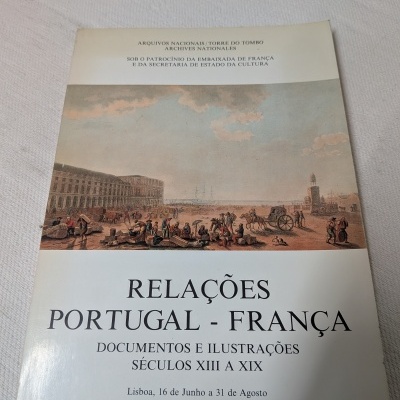 ARQUIVOS NACIONAIS/TORRE DO TOMBO
ARCHIVES NATIONALES
SOB O PATROCÍNIO DA EMBAIXADA DE FRANÇA
E DA SECRETARIA DE ESTADO DA CULTURA
RELAÇÕES
PORTUGAL - FRANÇA
DOCUMENTOS E ILUSTRAÇÕES
SÉCULOS XIII A XIX
Lisboa, 16 de Junho a 31 de Agosto